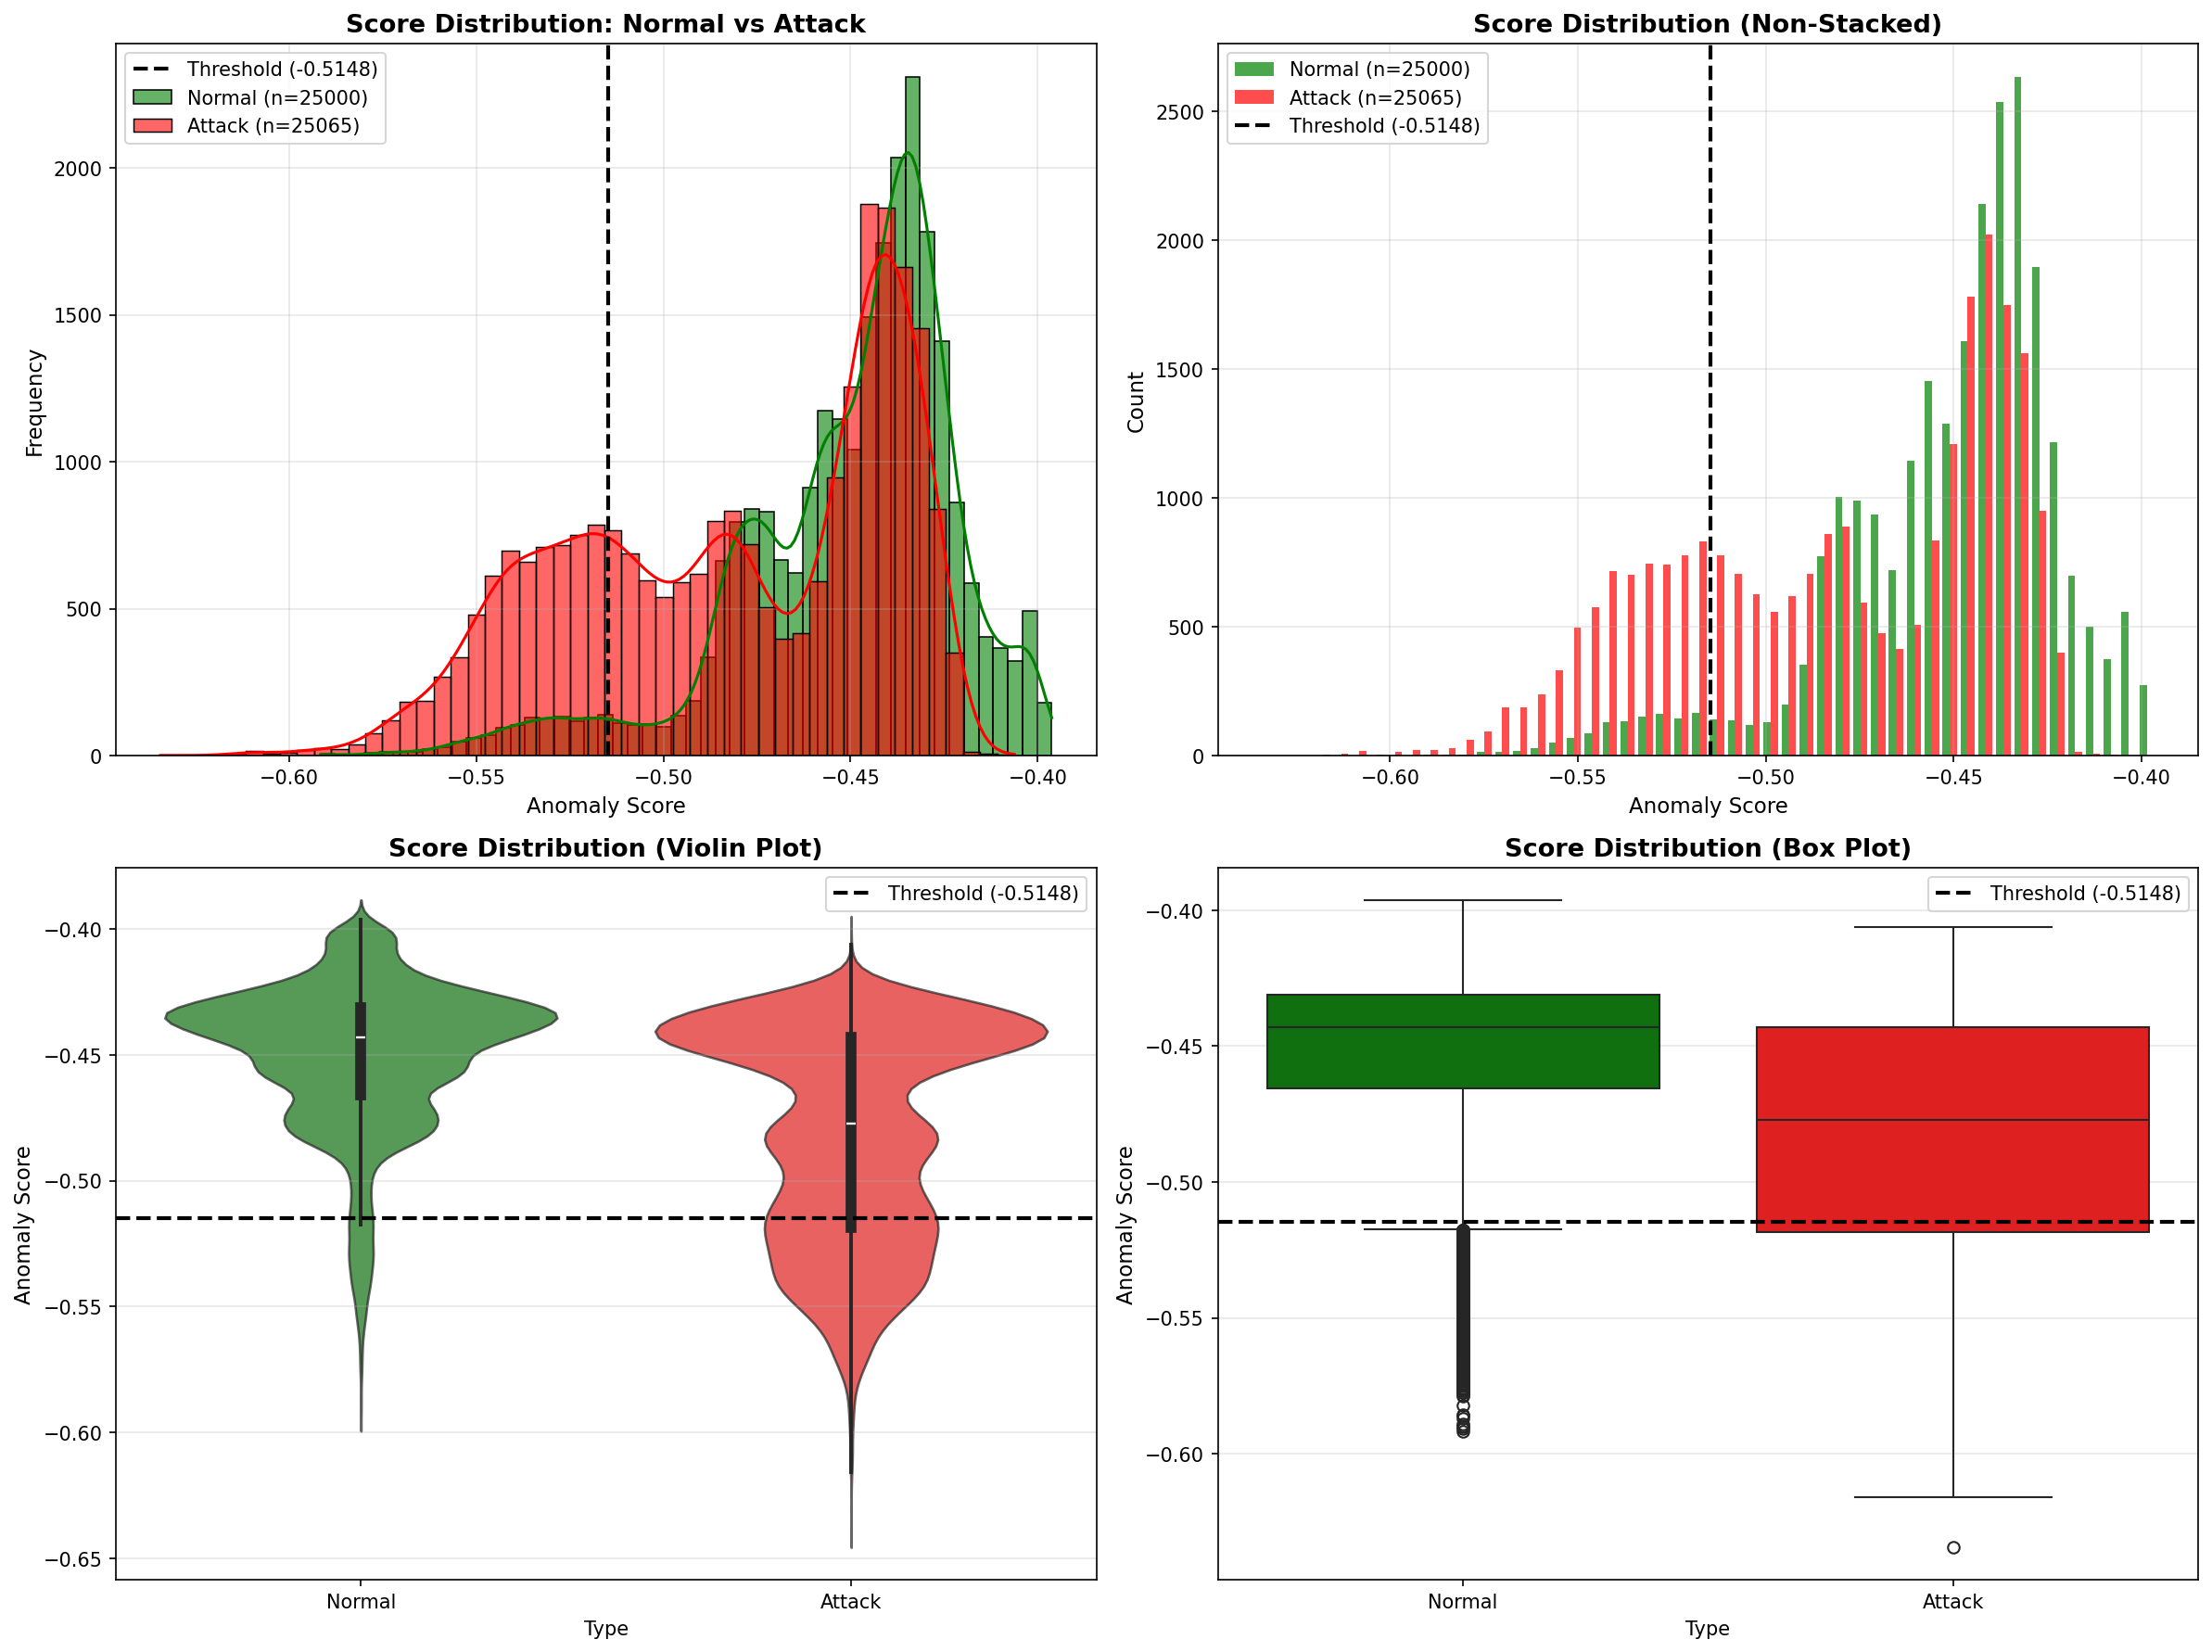 Score Distribution: Normal vs Attack
Threshold (-0.5148)
Normal (n=25000)
Attack (n=25065)
2000
1500
1000
500
0
Frequency
−0.60 −0.55 −0.50 −0.45 −0.40
Anomaly Score
Score Distribution (Non-Stacked)
Normal (n=25000)
Attack (n=25065)
Threshold (-0.5148)
2500
2000
1500
1000
500
0
Count
−0.60 −0.55 −0.50 −0.45 −0.40
Anomaly Score
Score Distribution (Violin Plot)
Threshold (-0.5148)
−0.40
−0.45
−0.50
−0.55
−0.60
−0.65
Anomaly Score
Normal Attack
Type
Score Distribution (Box Plot)
Threshold (-0.5148)
−0.40
−0.45
−0.50
−0.55
−0.60
Anomaly Score
Normal Attack
Type